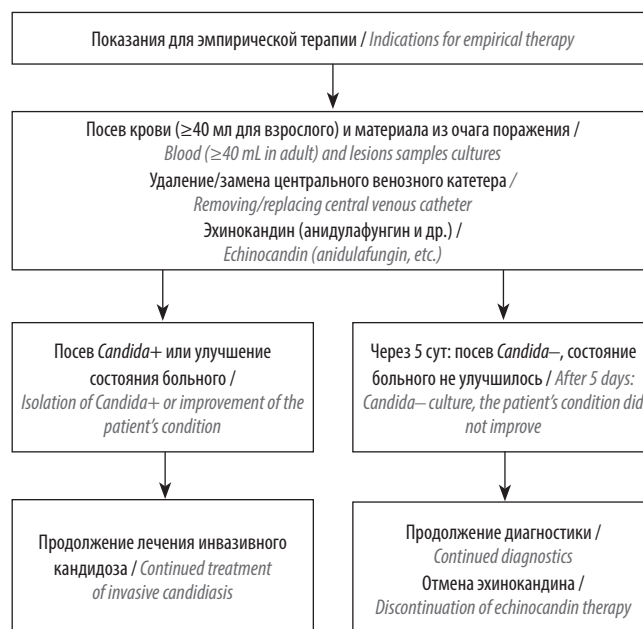 Показания для эмпирической терапии / Indications for empirical therapy
Посев крови (≥40 мл для взрослого) и материала из очага поражения /
Blood (≥40 mL in adult) and lesions samples cultures
Удаление/замена центрального венозного катетера /
Removing/replacing central venous catheter
Эхинокандин (анидулафунгин и др.) /
Echinocandin (anidulafungin, etc.)
Посев Candida+ или улучшение
состояния больного /
Isolation of Candida+ or improvement of the
patient's condition
Через 5 сут: посев Candida–, состояние
больного не улучшилось / After 5 days:
Candida– culture, the patient's condition did
not improve
Продолжение лечения инвазивного
кандидоза / Continued treatment
of invasive candidiasis
Продолжение диагностики /
Continued diagnostics
Отмена эхинокандина /
Discontinuation of echinocandin therapy